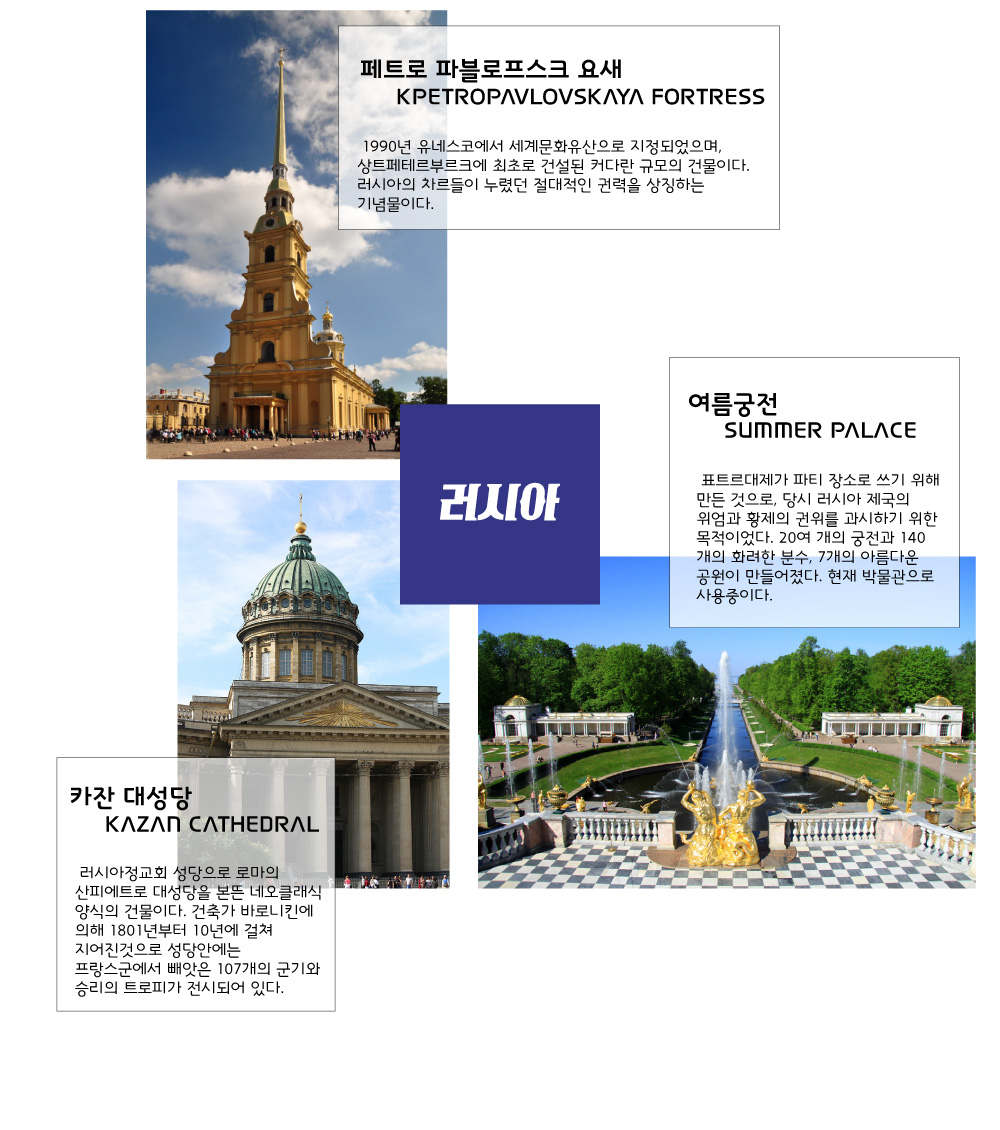 페트로 파블로프스크 요새
KPETROPAVLOVSKAYA FORTRESS
1990년 유네스코에서 세계문화유산으로 지정되었으며,
상트페테르부르크에 최초로 건설된 커다란 규모의 건물이다.
러시아의 차르들이 누렸던 절대적인 권력을 상징하는
기념물이다.
여름궁전
SUMMER PALACE
표트르대제가 파티 장소로 쓰기 위해
만든 것으로, 당시 러시아 제국의
위엄과 황제의 권위를 과시하기 위한
목적이었다. 20여 개의 궁전과 140
개의 화려한 분수, 7개의 아름다운
공원이 만들어졌다. 현재 박물관으로
사용중이다.
러시아
카잔 대성당
KAZAN CATHEDRAL
러시아정교회 성당으로 로마의
산피에트로 대성당을 본뜬 네오클래식
양식의 건물이다. 건축가 바로니킨에
의해 1801년부터 10년에 걸쳐
지어진것으로 성당안에는
프랑스군에서 빼앗은 107개의 군기와
승리의 트로피가 전시되어 있다.